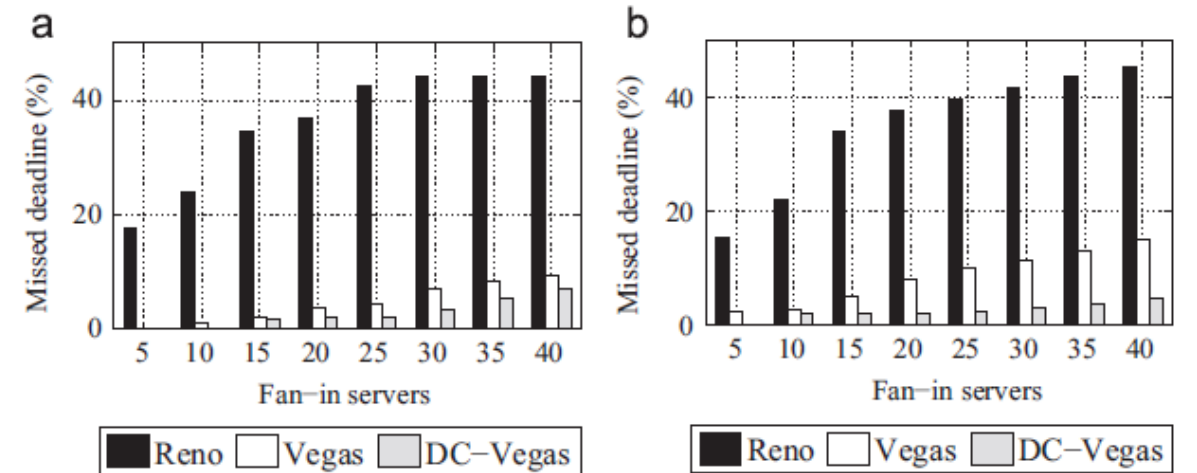 a
Missed deadline (%)
40
20
0
5 10 15 20 25 30 35 40
Fan−in servers
Reno Vegas DC−Vegas
b
Missed deadline (%)
40
20
0
5 10 15 20 25 30 35 40
Fan−in servers
Reno Vegas DC−Vegas